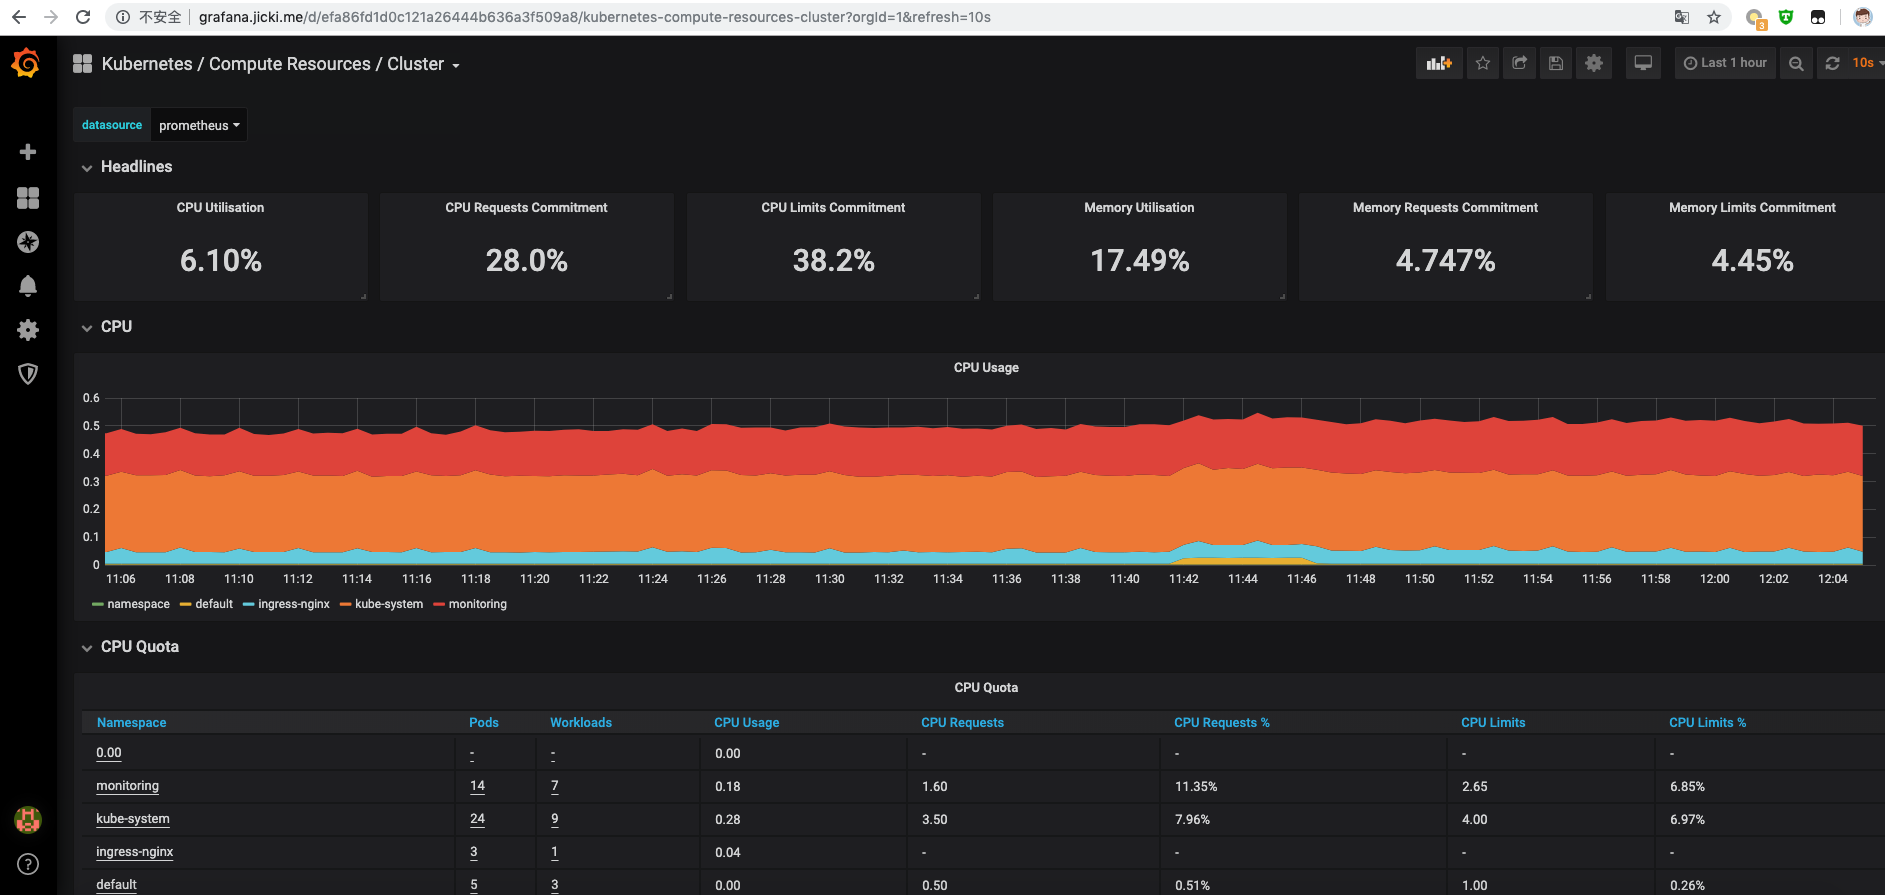 不安全 grafana.jicki.me/d/efa86fd1d0c121a26444b636a3f509a8/kubernetes-compute-resources-cluster?orgId=1&refresh=10s
3
Kubernetes / Compute Resources / Cluster
Last 1 hour
10s
datasource prometheus
Headlines
CPU Utilisation CPU Requests Commitment CPU Limits Commitment Memory Utilisation Memory Requests Commitment Memory Limits Commitment
6.10% 28.0% 38.2% 17.49% 4.747% 4.45%
CPU
CPU Usage
0.6
0.5
0.4
0.3
0.2
0.1
0
11:06 11:08 11:10 11:12 11:14 11:16 11:18 11:20 11:22 11:24 11:26 11:28 11:30 11:32 11:34 11:36 11:38 11:40 11:42 11:44 11:46 11:48 11:50 11:52 11:54 11:56 11:58 12:00 12:02 12:04
namespace default ingress-nginx kube-system monitoring
CPU Quota
CPU Quota
Namespace Pods Workloads CPU Usage CPU Requests CPU Requests % CPU Limits CPU Limits %
0.00 - - 0.00 - - - -
monitoring 14 7 0.18 1.60 11.35% 2.65 6.85%
kube-system 24 9 0.28 3.50 7.96% 4.00 6.97%
ingress-nginx 3 1 0.04 - - - -
default 5 3 0.00 0.50 0.51% 1.00 0.26%